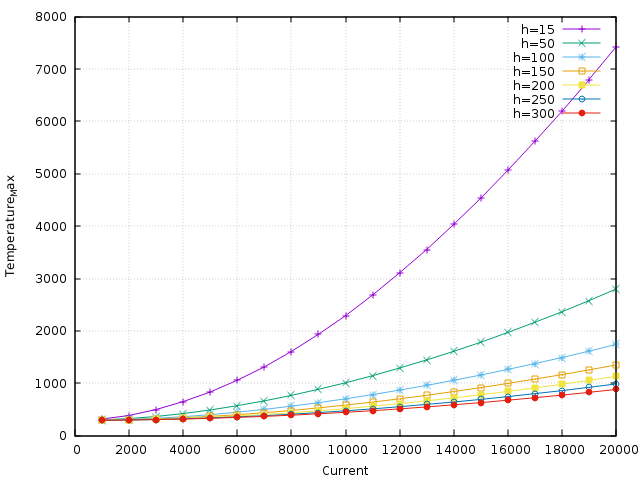 8000
7000
6000
5000
4000
3000
2000
1000
0
0 2000 4000 6000 8000 10000 12000 14000 16000 18000 20000
Temperature_Max
Current
h=15
h=50
h=100
h=150
h=200
h=250
h=300